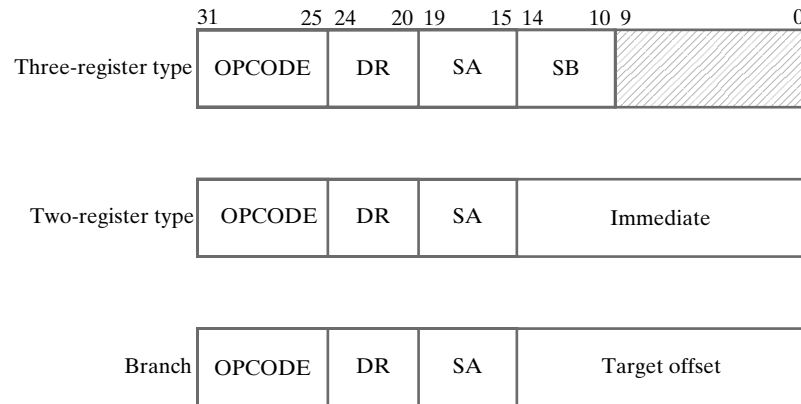 31 25 24 20 19 15 14 10 9 0
Three-register type OPCODE DR SA SB
Two-register type OPCODE DR SA Immediate
Branch OPCODE DR SA Target offset